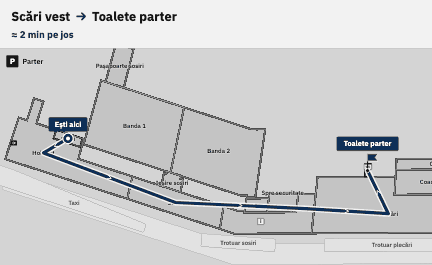 Scări vest → Toalete parter
≈ 2 min pe jos
P Parter
Pașapoarte sosiri
Ești aici
Banda 1
Banda 2
Toalete parter
Ieșire sosiri
Spre securitate
Taxi
Trotuar sosiri
Trotuar plecări